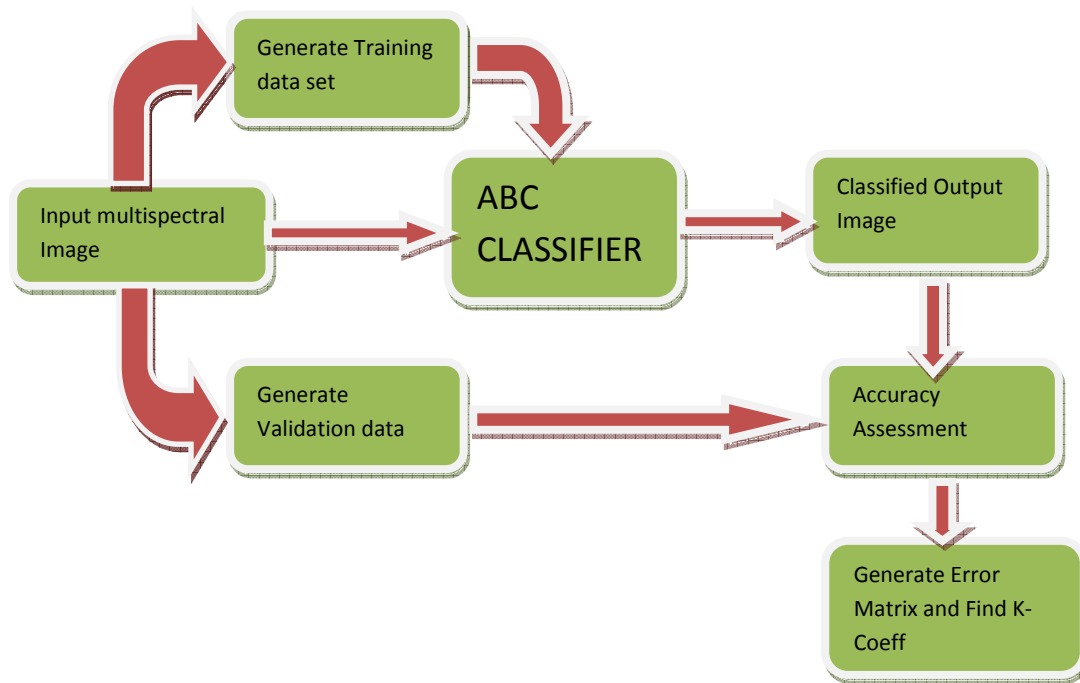 Generate Training
data set
Input multispectral
Image
ABC
CLASSIFIER
Classified Output
Image
Generate
Validation data
Accuracy
Assessment
Generate Error
Matrix and Find K-
Coeff